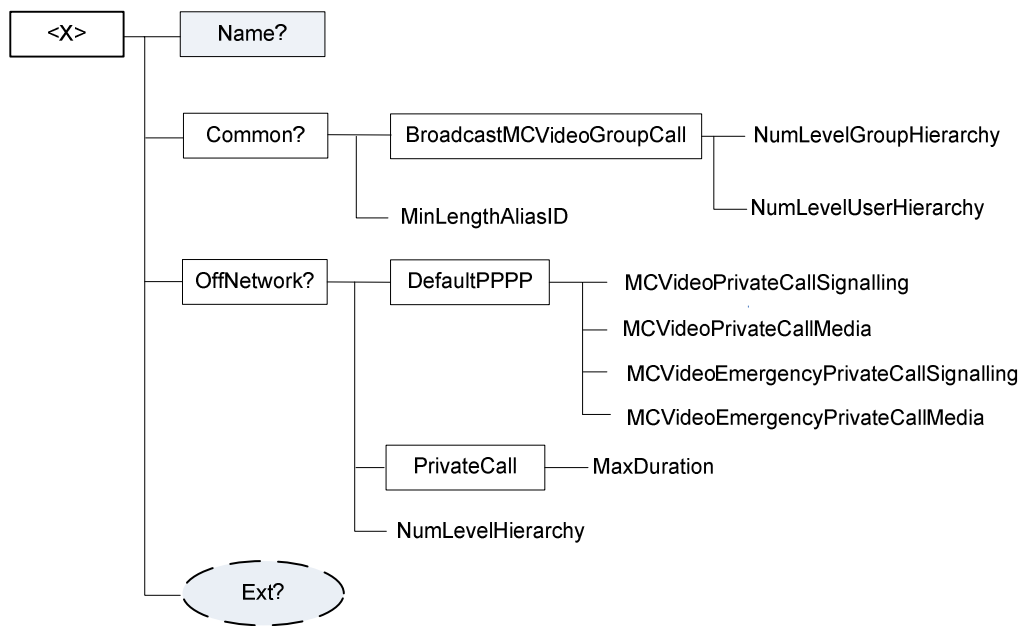 <X>
Name?
Common?
BroadcastMCVideoGroupCall
NumLevelGroupHierarchy
NumLevelUserHierarchy
MinLengthAliasID
OffNetwork?
DefaultPPPP
MCVideoPrivateCallSignalling
MCVideoPrivateCallMedia
MCVideoEmergencyPrivateCallSignalling
MCVideoEmergencyPrivateCallMedia
PrivateCall
MaxDuration
NumLevelHierarchy
Ext?